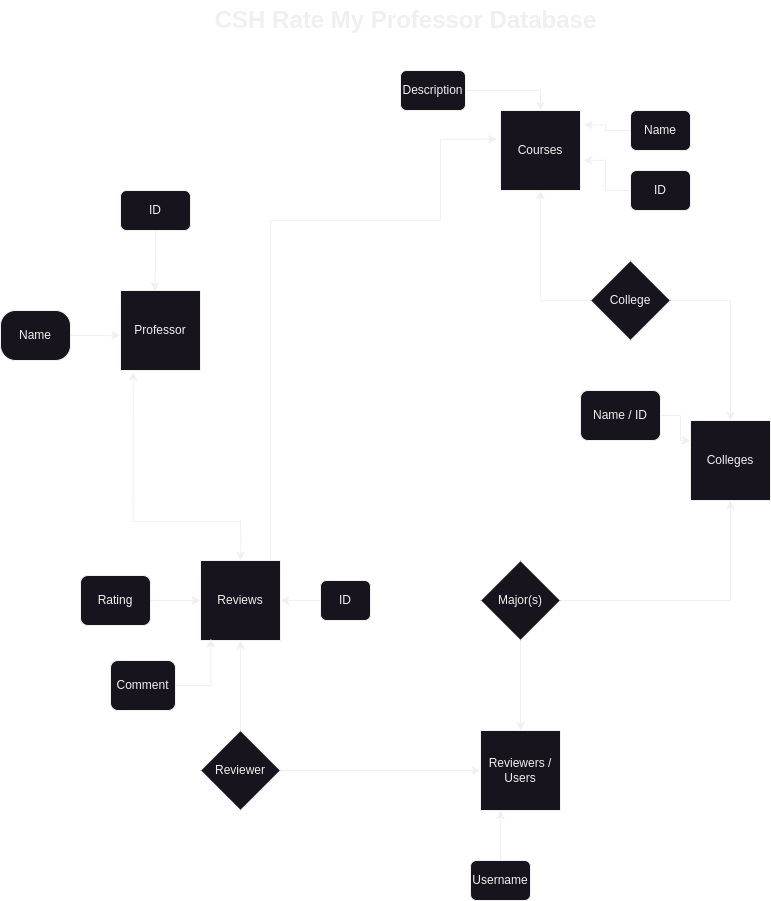 CSH Rate My Professor Database
Description
Courses
Name
ID
ID
College
Name
Professor
Name / ID
Colleges
Rating
Reviews
ID
Major(s)
Comment
Reviewer
Reviewers /
Users
Username